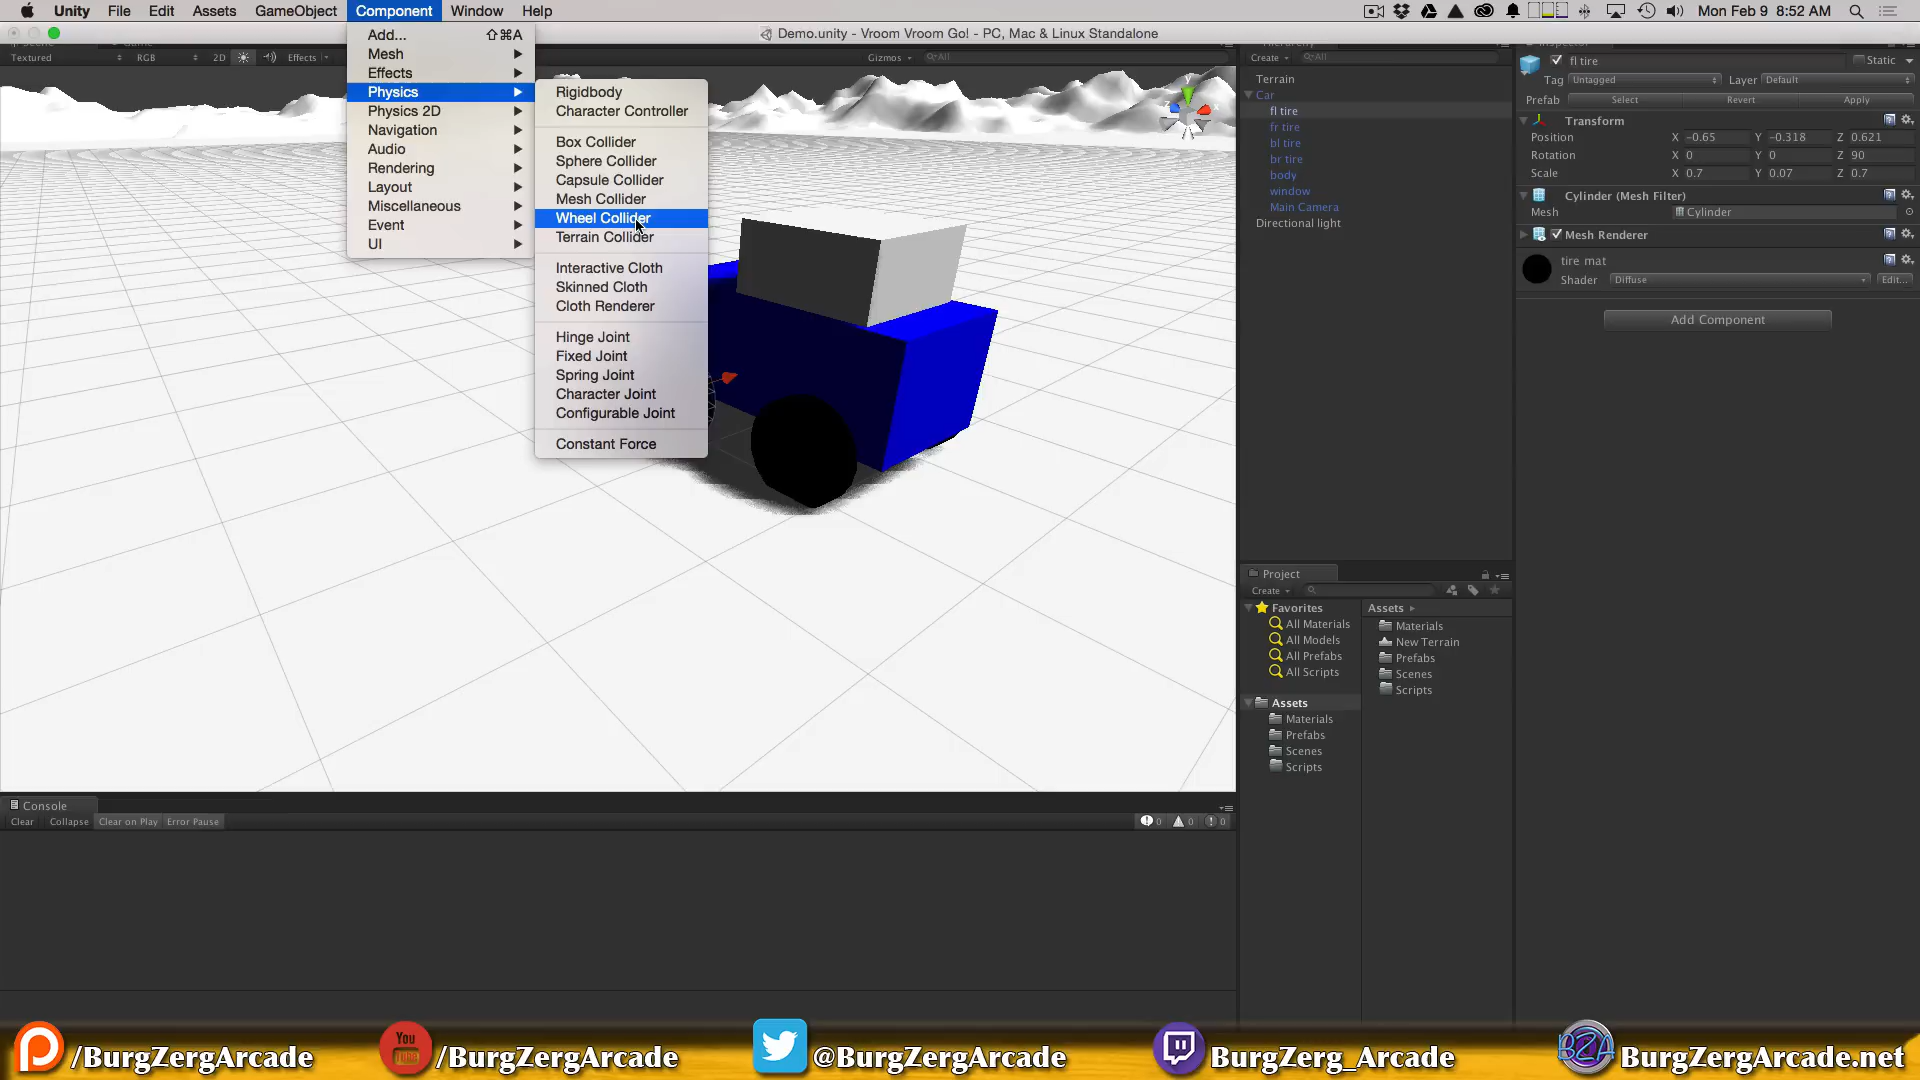 Unity File Edit Assets GameObject Component Window Help
Mon Feb 9 8:52 AM
Demo.unity - Vroom Vroom Go! - PC, Mac & Linux Standalone
Textured RGB 2D Effects Gizmos All
Add... ⇧⌘A
Mesh
Effects
Physics
Physics 2D
Navigation
Audio
Rendering
Layout
Miscellaneous
Event
UI
Rigidbody
Character Controller
Box Collider
Sphere Collider
Capsule Collider
Mesh Collider
Wheel Collider
Terrain Collider
Interactive Cloth
Skinned Cloth
Cloth Renderer
Hinge Joint
Fixed Joint
Spring Joint
Character Joint
Configurable Joint
Constant Force
Create All
Terrain
Car
fl tire
fr tire
bl tire
br tire
body
window
Main Camera
Directional light
fl tire Static
Tag Untagged Layer Default
Prefab Select Revert Apply
Transform
Position X -0.65 Y -0.318 Z 0.621
Rotation X 0 Y 0 Z 90
Scale X 0.7 Y 0.07 Z 0.7
Cylinder (Mesh Filter)
Mesh Cylinder
Mesh Renderer
tire mat
Shader Diffuse Edit...
Add Component
Project
Create
Favorites
All Materials
All Models
All Prefabs
All Scripts
Assets
Materials
Prefabs
Scenes
Scripts
Assets
Materials
New Terrain
Prefabs
Scenes
Scripts
Console
Clear Collapse Clear on Play Error Pause 0 0 0
/BurgZergArcade
You Tube /BurgZergArcade
@BurgZergArcade
BurgZerg_Arcade
BZA BurgZergArcade.net